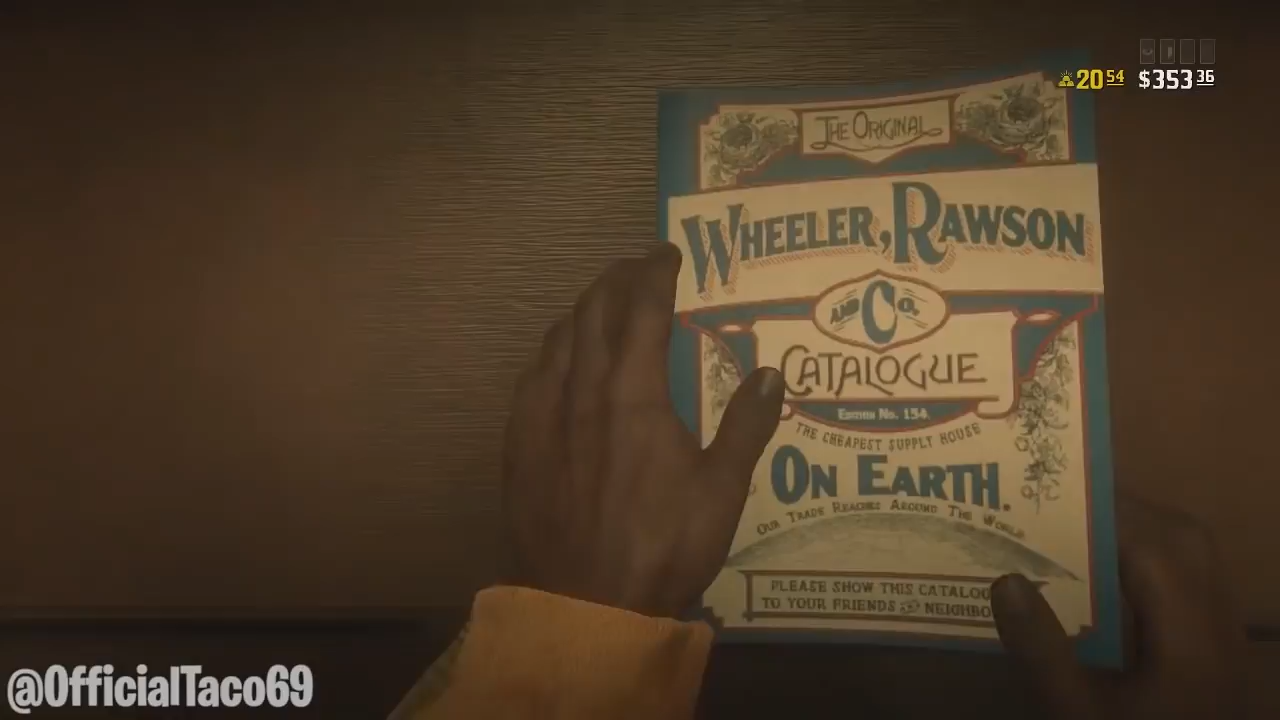 20 54 $353 36
THE ORIGINAL
WHEELER, RAWSON
AND CO.
CATALOGUE
EDITION No. 154.
THE CHEAPEST SUPPLY HOUSE
ON EARTH.
OUR TRADE REACHES AROUND THE WORLD
PLEASE SHOW THIS CATALOG
TO YOUR FRIENDS AND NEIGHBO
@OfficialTaco69